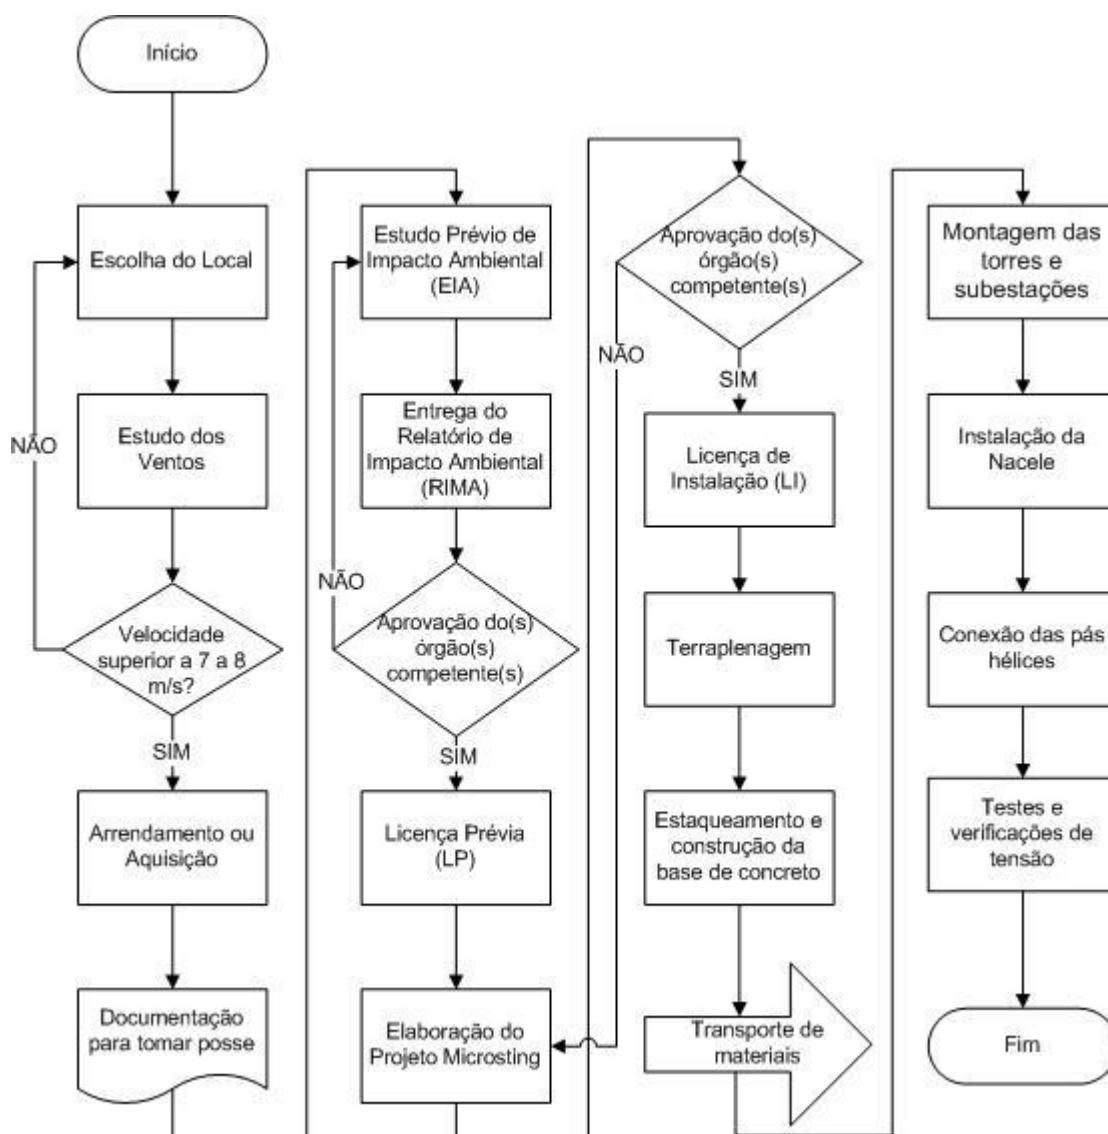 Início
Escolha do Local
NÃO
Estudo dos
Ventos
Velocidade
superior a 7 a 8
m/s?
SIM
Arrendamento ou
Aquisição
Documentação
para tomar posse
Estudo Prévio de
Impacto Ambiental
(EIA)
Entrega do
Relatório de
Impacto Ambiental
(RIMA)
NÃO
Aprovação do(s)
órgão(s)
competente(s)
SIM
Licença Prévia
(LP)
Elaboração do
Projeto Microsting
Aprovação do(s)
órgão(s)
competente(s)
NÃO
SIM
Licença de
Instalação (LI)
Terraplenagem
Estaqueamento e
construção da
base de concreto
Transporte de
materiais
Montagem das
torres e
subestações
Instalação da
Nacele
Conexão das pás
hélices
Testes e
verificações de
tensão
Fim